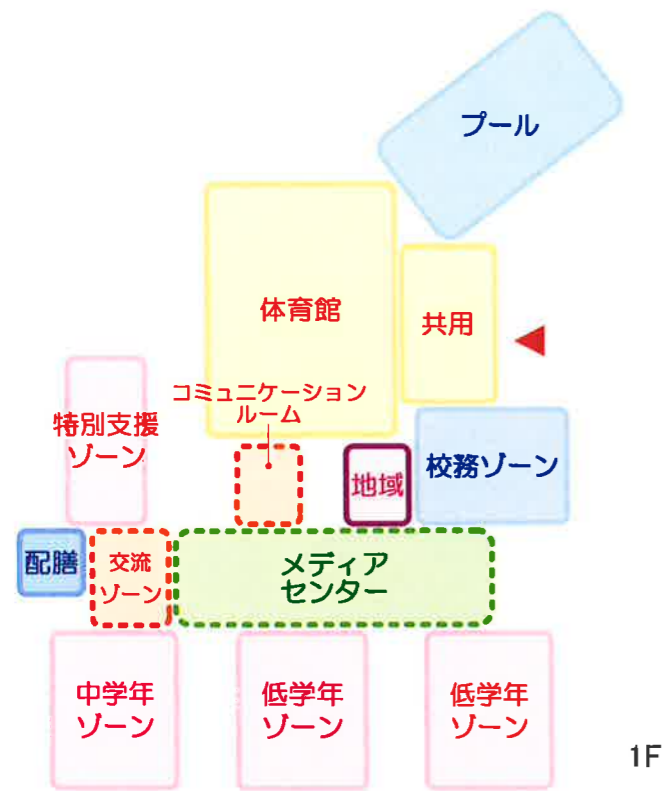 プール
体育館
共用
コミュニケーション
ルーム
特別支援
ゾーン
地域
校務ゾーン
配膳
交流
ゾーン
メディア
センター
中学年
ゾーン
低学年
ゾーン
低学年
ゾーン
1F